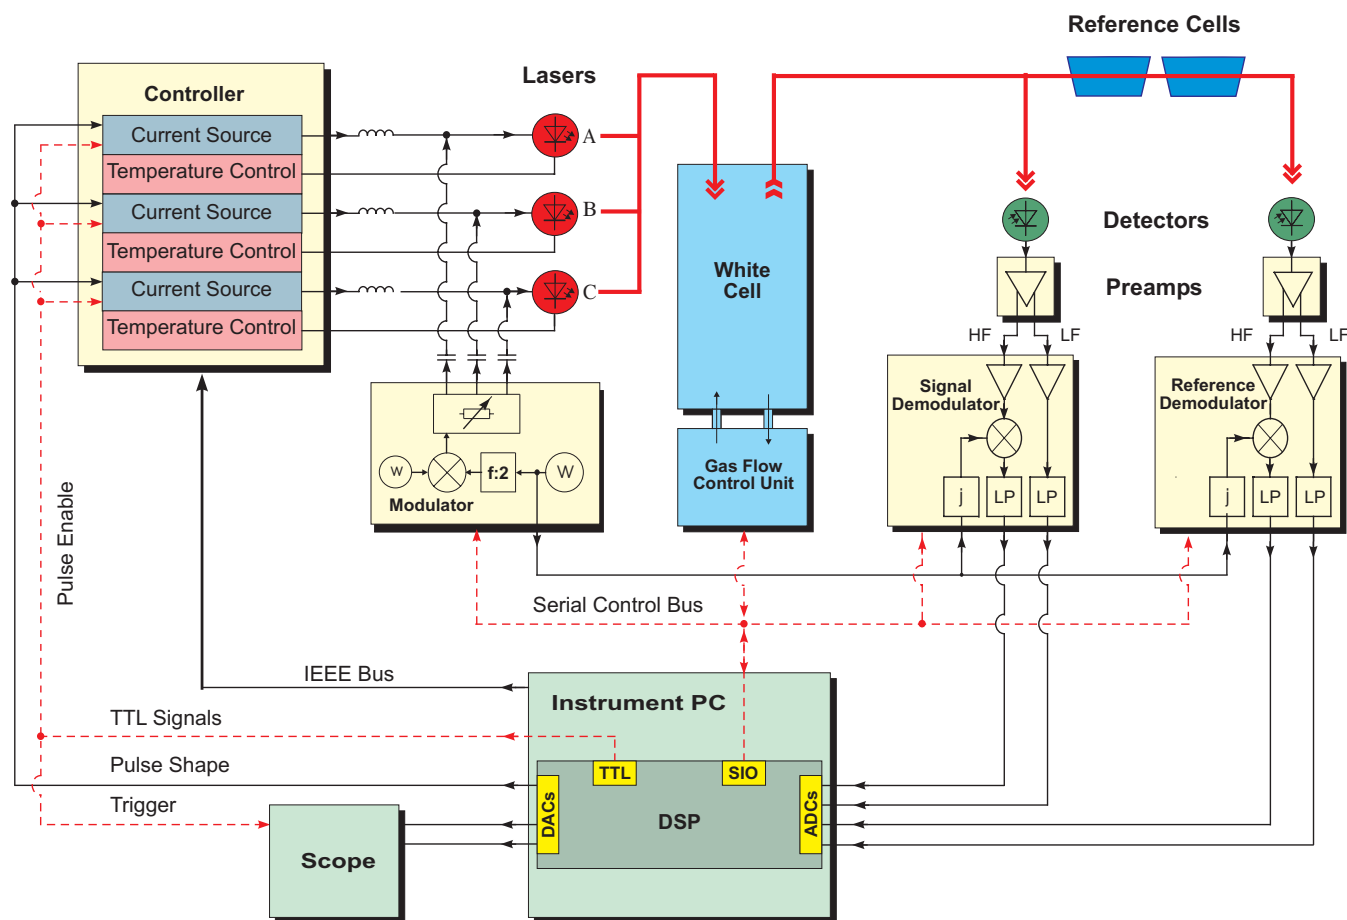 Reference Cells
Lasers
Controller
Current Source
A
Temperature Control
Current Source
B
Temperature Control
Current Source
C
Temperature Control
White
Cell
Detectors
Preamps
HF
LF
HF
LF
Signal
Demodulator
Reference
Demodulator
w
f:2
W
Modulator
Gas Flow
Control Unit
j
LP
LP
j
LP
LP
Pulse Enable
Serial Control Bus
IEEE Bus
Instrument PC
TTL Signals
Pulse Shape
TTL
SIO
Trigger
DACs
DSP
ADCs
Scope